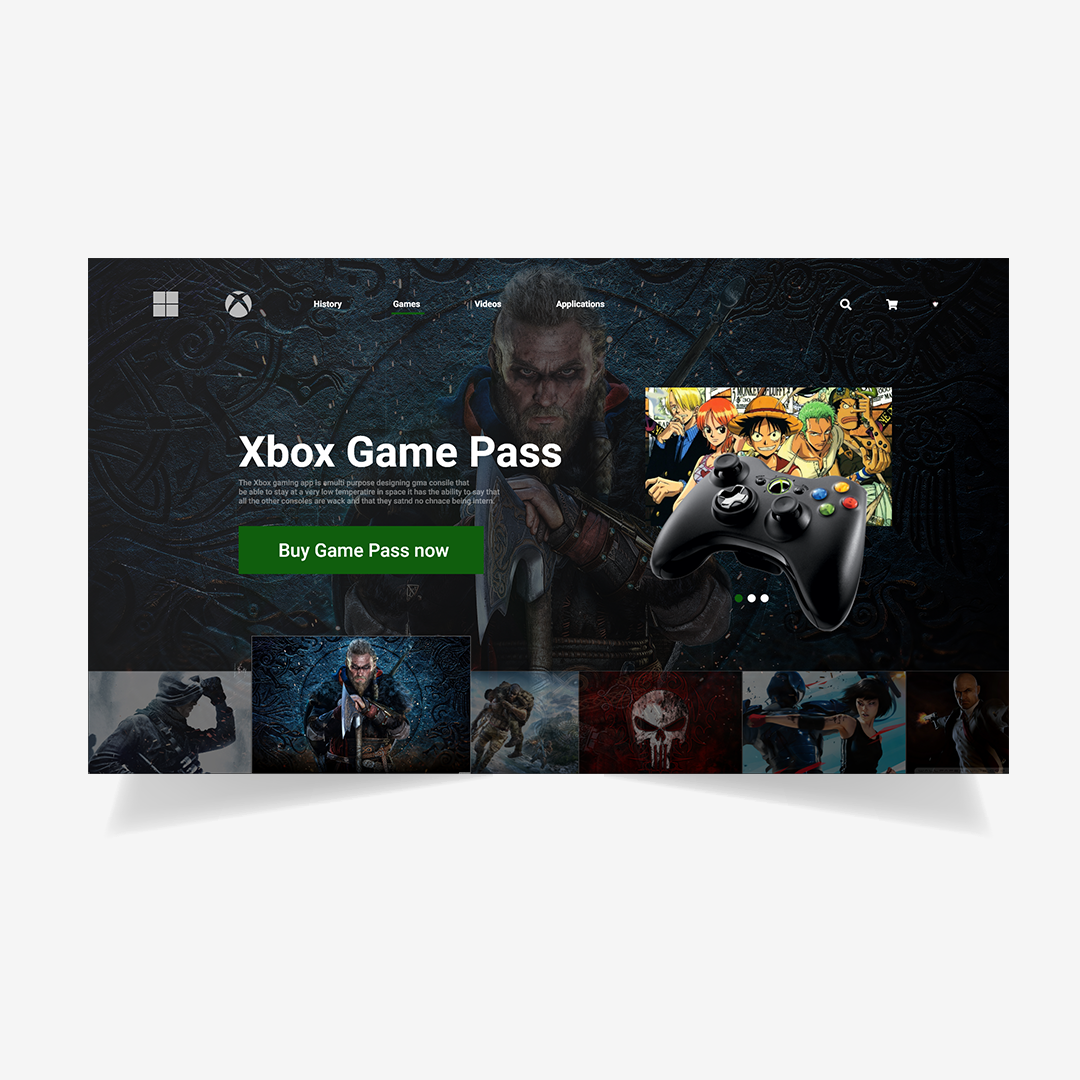 History
Games
Videos
Applications
Xbox Game Pass
The Xbox gaming app is amulti purpose designing gma consile that
be able to stay at a very low temperatire in space it has the ability to say that
all the other consoles are wack and that they satnd no chnace being intern.
Buy Game Pass now